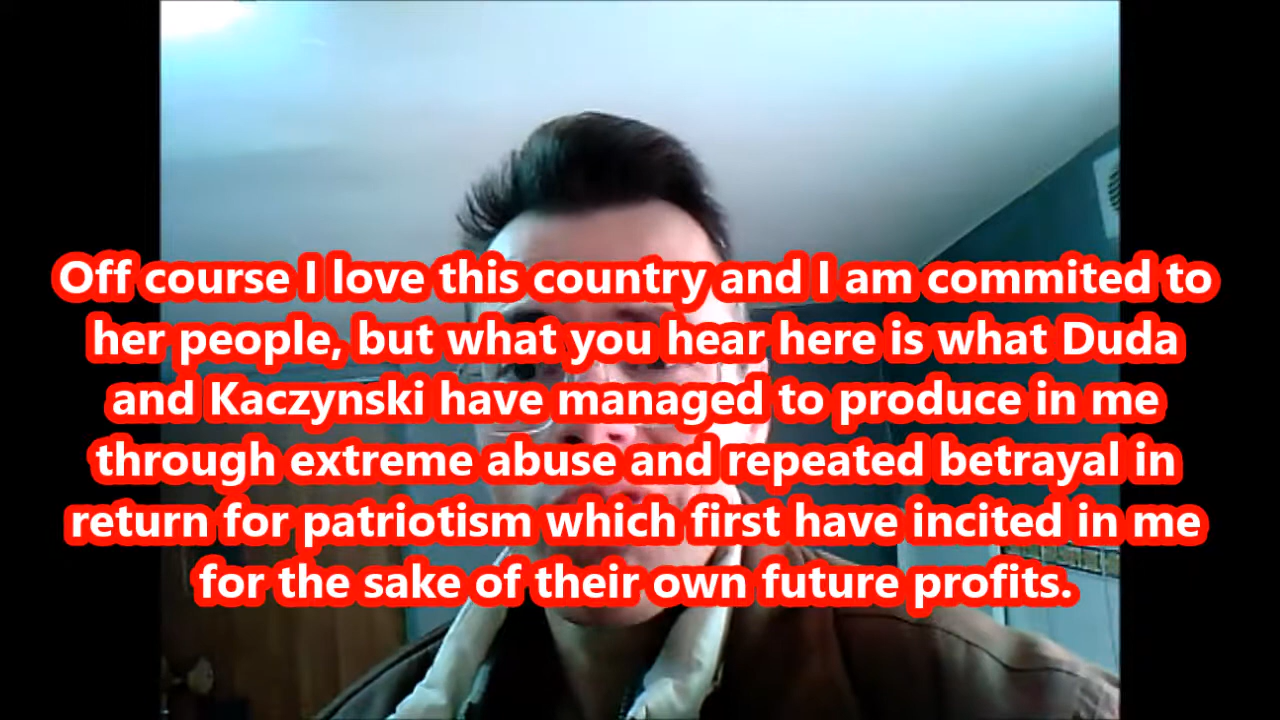 Off course I love this country and I am commited to
her people, but what you hear here is what Duda
and Kaczynski have managed to produce in me
through extreme abuse and repeated betrayal in
return for patriotism which first have incited in me
for the sake of their own future profits.